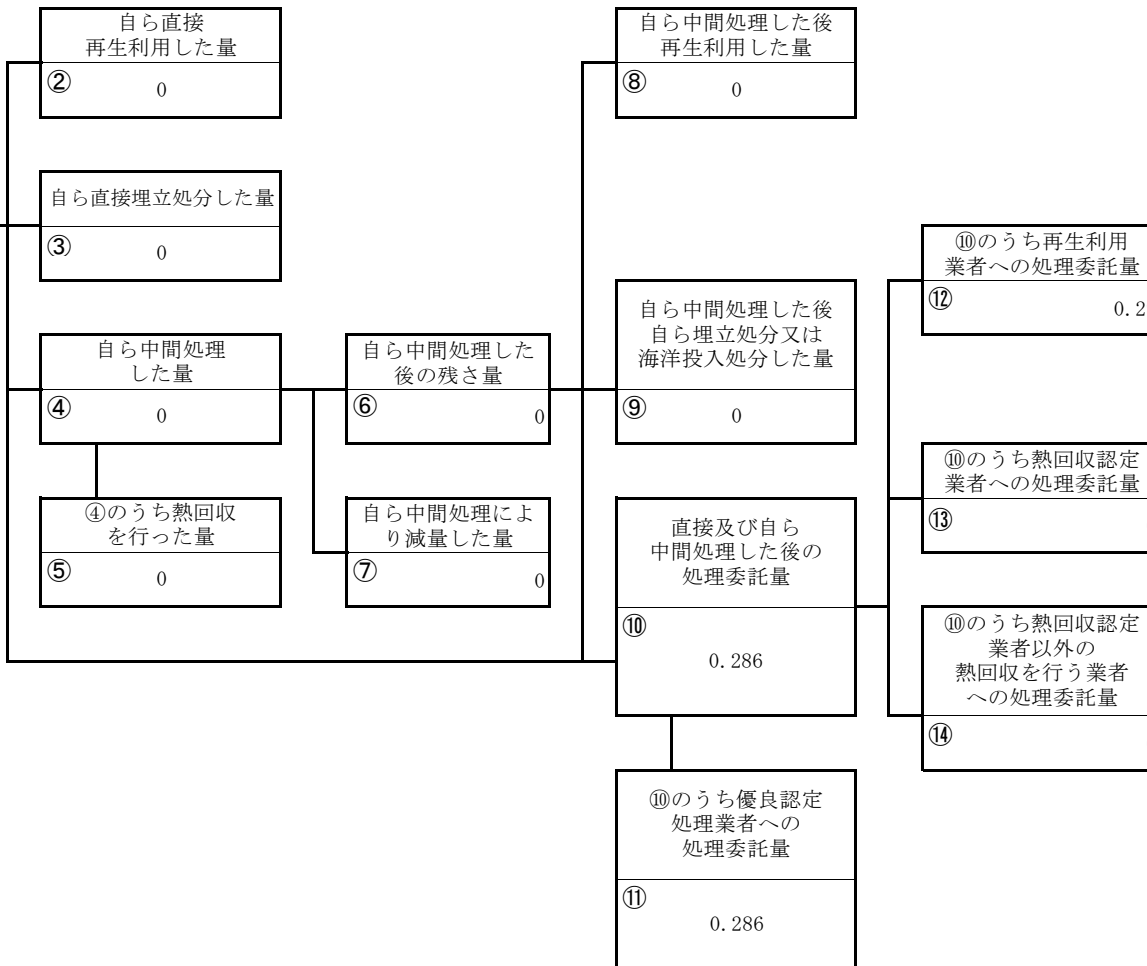 自ら直接
再生利用した量
②
0
自ら直接埋立処分した量
③
0
自ら中間処理
した量
④
0
④のうち熱回収
を行った量
⑤
0
自ら中間処理した
後の残さ量
⑥
0
自ら中間処理によ
り減量した量
⑦
0
自ら中間処理した後
再生利用した量
⑧
0
自ら中間処理した後
自ら埋立処分又は
海洋投入処分した量
⑨
0
直接及び自ら
中間処理した後の
処理委託量
⑩
0.286
⑩のうち優良認定
処理業者への
処理委託量
⑪
0.286
⑩のうち再生利用
業者への処理委託量
⑫
0.2
⑩のうち熱回収認定
業者への処理委託量
⑬
⑩のうち熱回収認定
業者以外の
熱回収を行う業者
への処理委託量
⑭